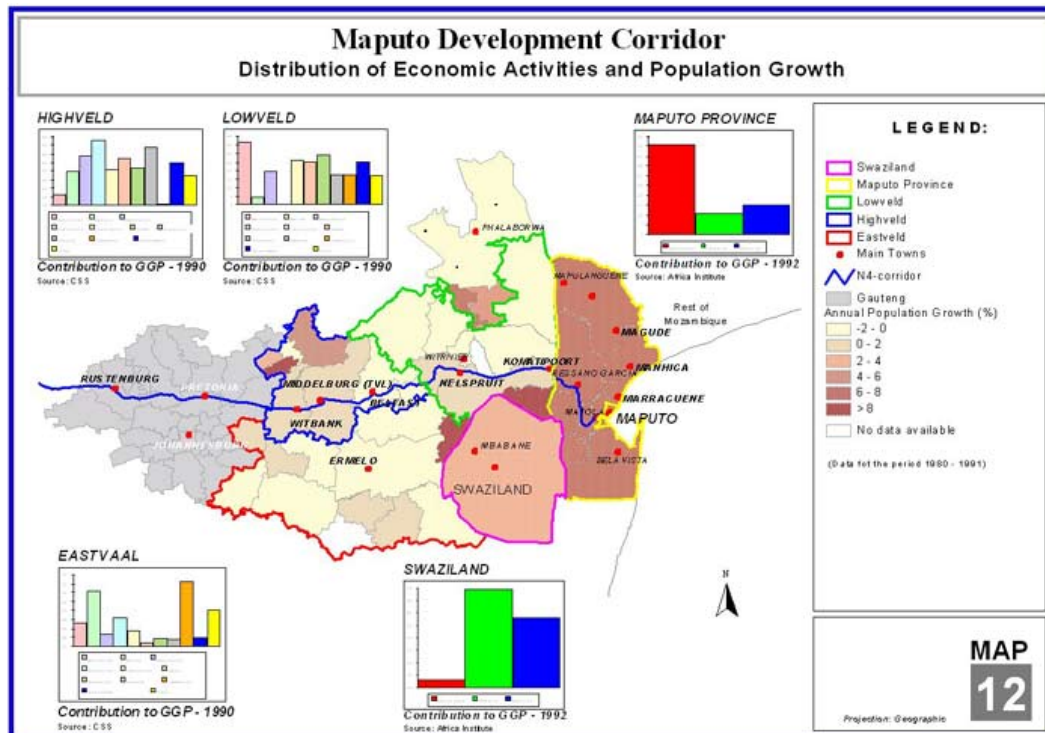 Maputo Development Corridor
Distribution of Economic Activities and Population Growth
HIGHVELD
Contribution to GGP - 1990
Source: CSS
LOWVELD
Contribution to GGP - 1990
Source: CSS
MAPUTO PROVINCE
Contribution to GGP - 1992
Source: Africa Institute
PHALABORWA
MAPULANGUENE
Rest of
Mozambique
MAGUDE
MANHICA
WITRIVIER
KOMATIPOORT
RESSANO GARCIA
NELSPRUIT
MARRAGUENE
MATOLA
MAPUTO
BELA VISTA
RUSTENBURG
PRETORIA
MIDDELBURG (TVL)
BELFAST
WITBANK
JOHANNESBURG
ERMELO
MBABANE
SWAZILAND
EASTVAAL
Contribution to GGP - 1990
Source: CSS
SWAZILAND
Contribution to GGP - 1992
Source: Africa Institute
N
LEGEND:
Swaziland
Maputo Province
Lowveld
Highveld
Eastveld
Main Towns
N4-corridor
Gauteng
Annual Population Growth (%)
-2 - 0
0 - 2
2 - 4
4 - 6
6 - 8
>8
No data available
(Data fot the period 1980 - 1991)
MAP
12
Projection: Geographic